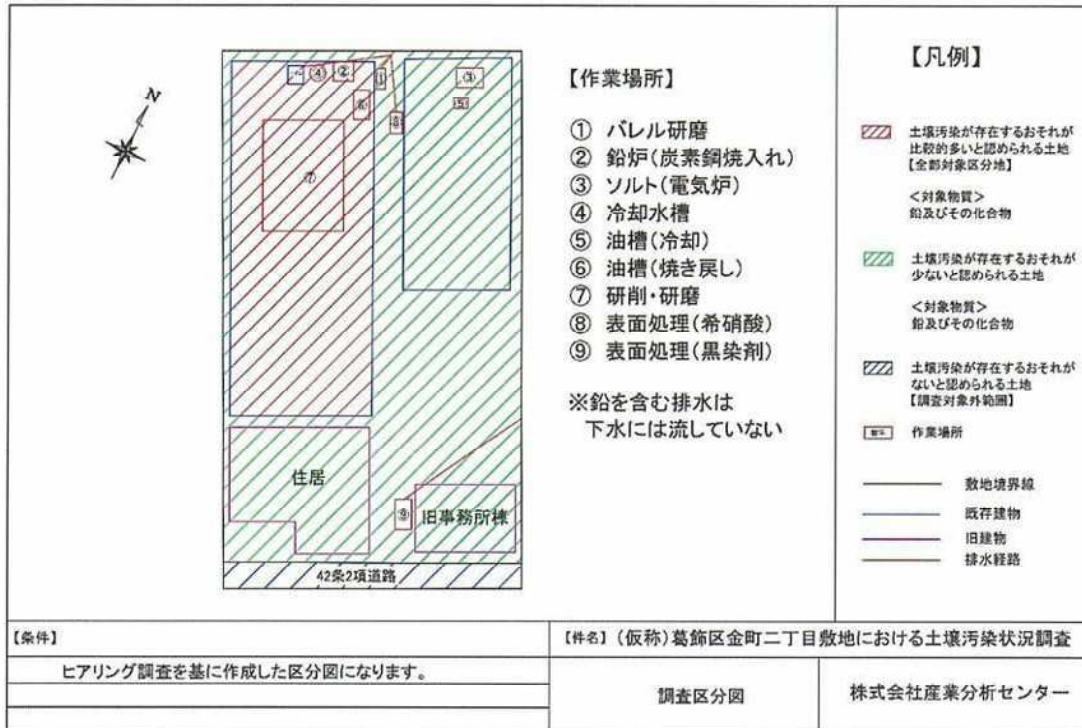 N
④
②
①
③
⑤
⑥
⑧
⑦
住居
⑨
旧事務所棟
42条2項道路
【作業場所】
① バレル研磨
② 鉛炉(炭素鋼焼入れ)
③ ソルト(電気炉)
④ 冷却水槽
⑤ 油槽(冷却)
⑥ 油槽(焼き戻し)
⑦ 研削・研磨
⑧ 表面処理(希硝酸)
⑨ 表面処理(黒染剤)
※鉛を含む排水は
下水には流していない
【凡例】
土壌汚染が存在するおそれが
比較的多いと認められる土地
【全部対象区分地】
<対象物質>
鉛及びその化合物
土壌汚染が存在するおそれが
少ないと認められる土地
<対象物質>
鉛及びその化合物
土壌汚染が存在するおそれが
ないと認められる土地
【調査対象外範囲】
作業場所
敷地境界線
既存建物
旧建物
排水経路
【条件】
ヒアリング調査を基に作成した区分図になります。
【件名】(仮称)葛飾区金町二丁目敷地における土壌汚染状況調査
調査区分図
株式会社産業分析センター